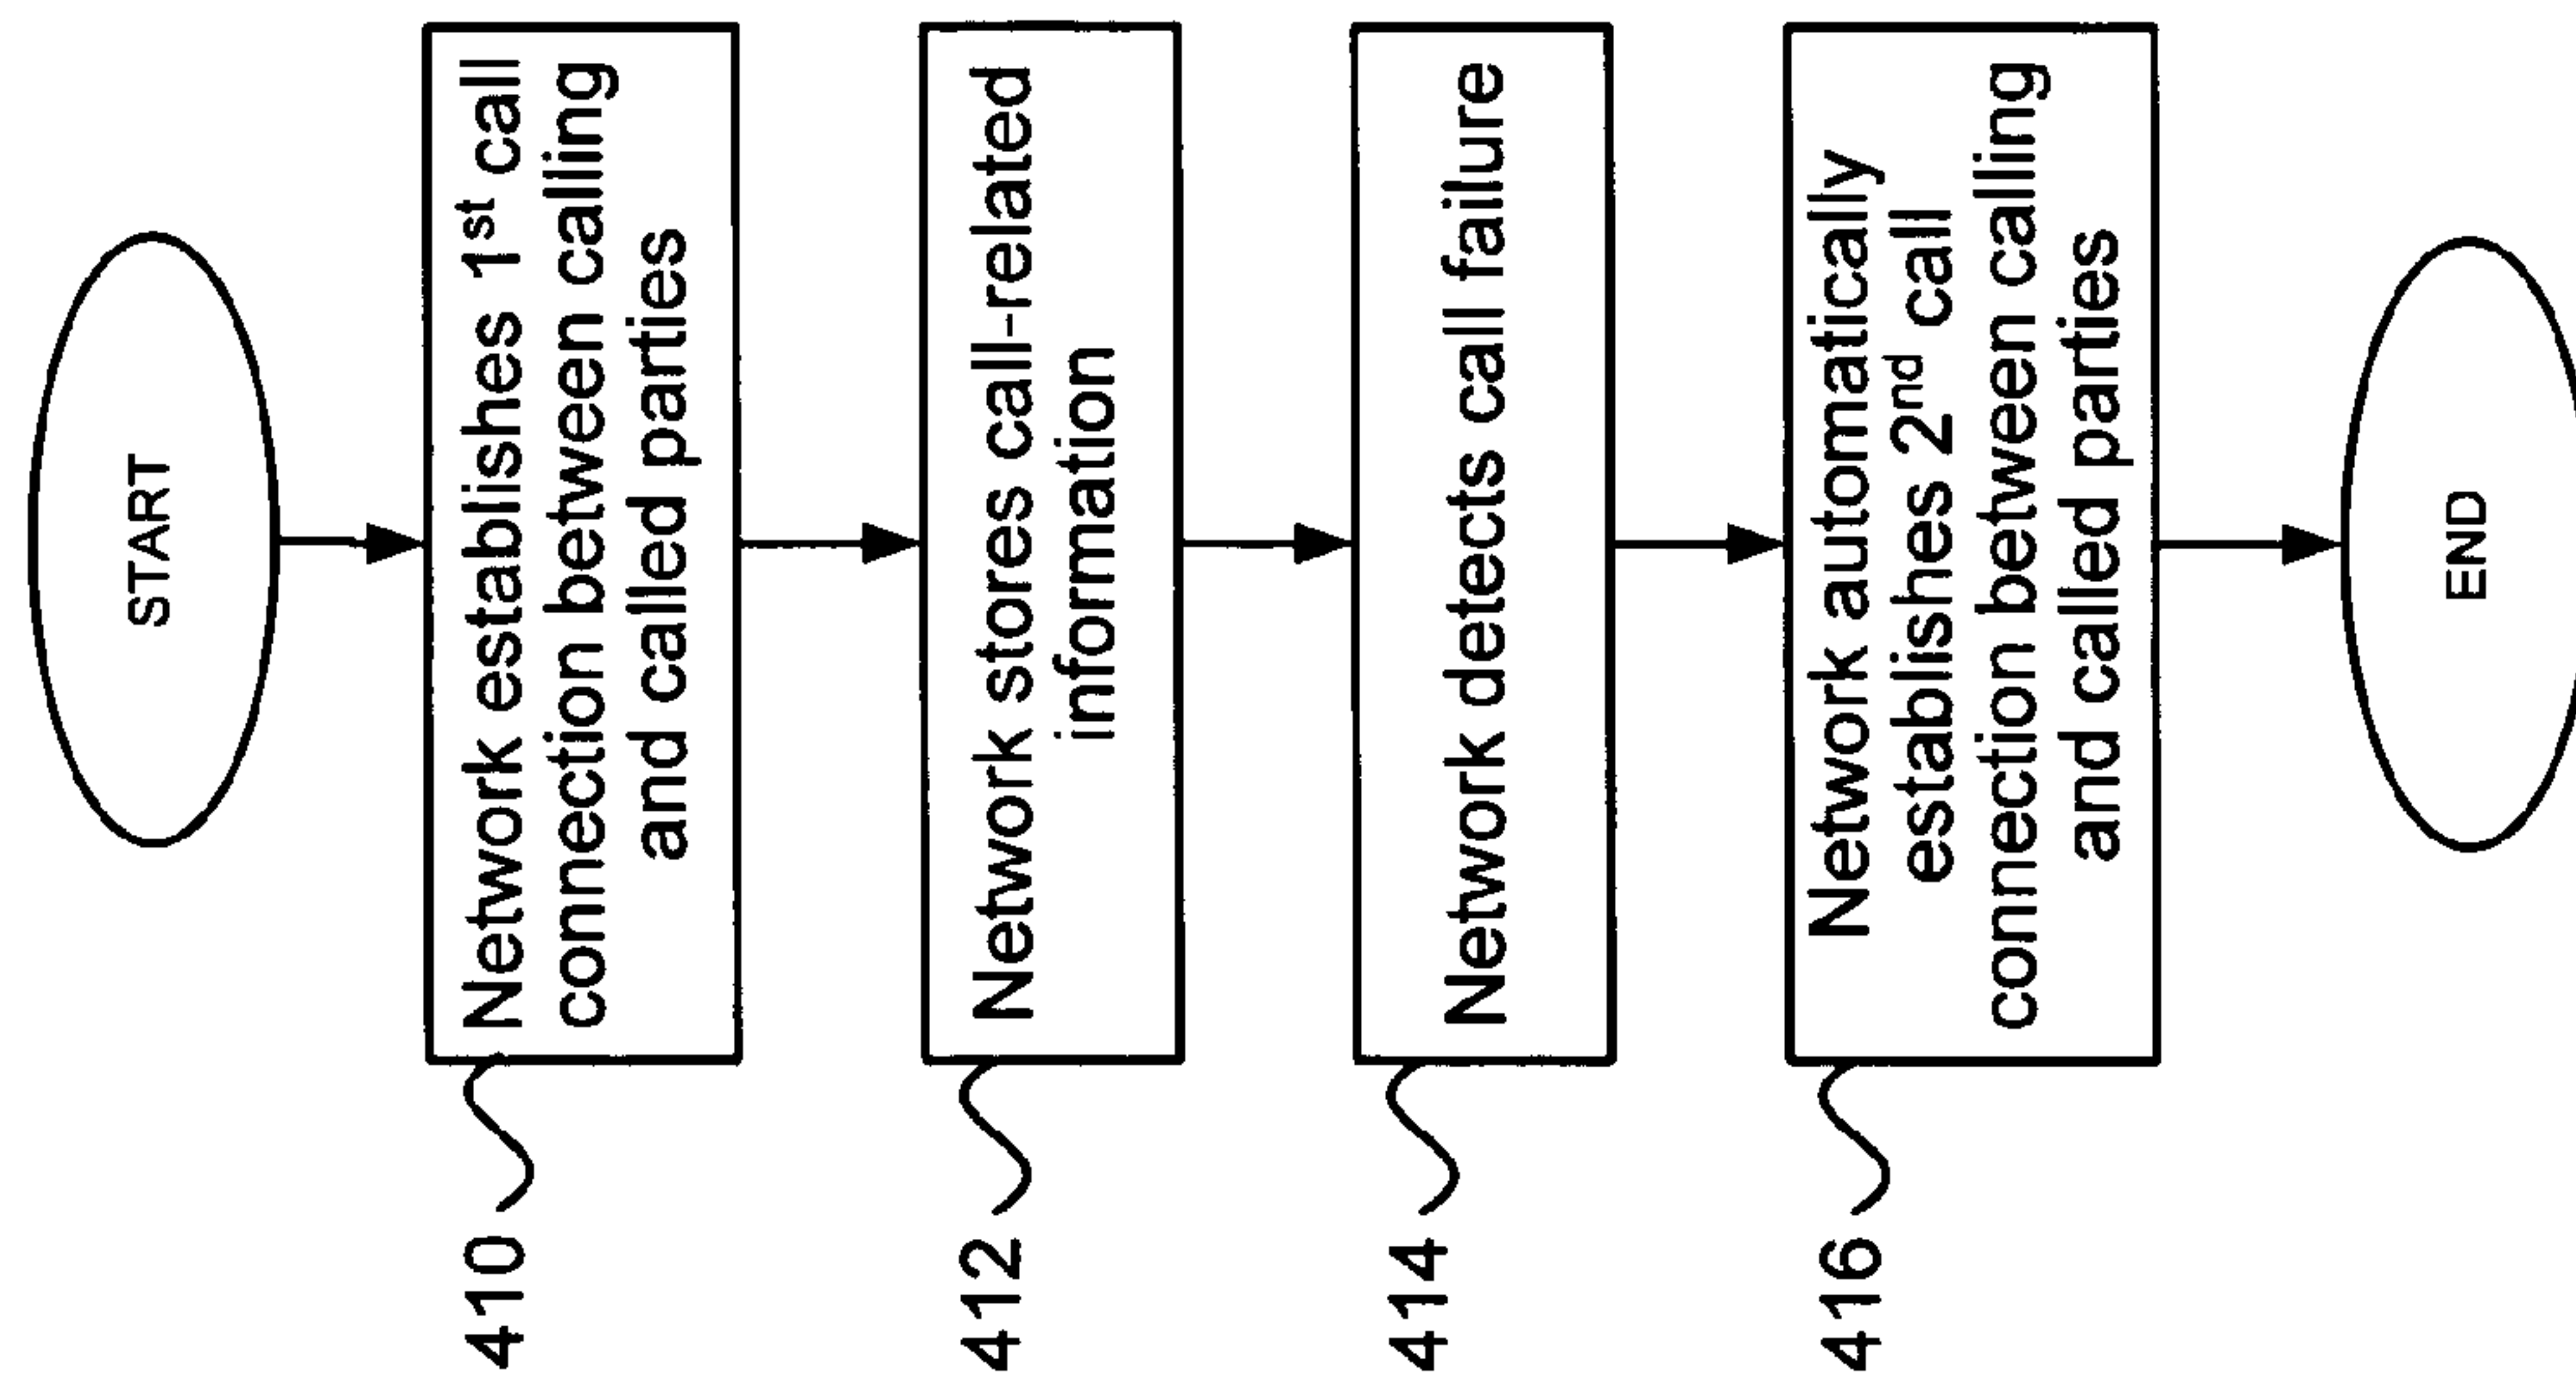 START
410
Network establishes 1st call
connection between calling
and called parties
412
Network stores call-related
information
414
Network detects call failure
416
Network automatically
establishes 2nd call
connection between calling
and called parties
END